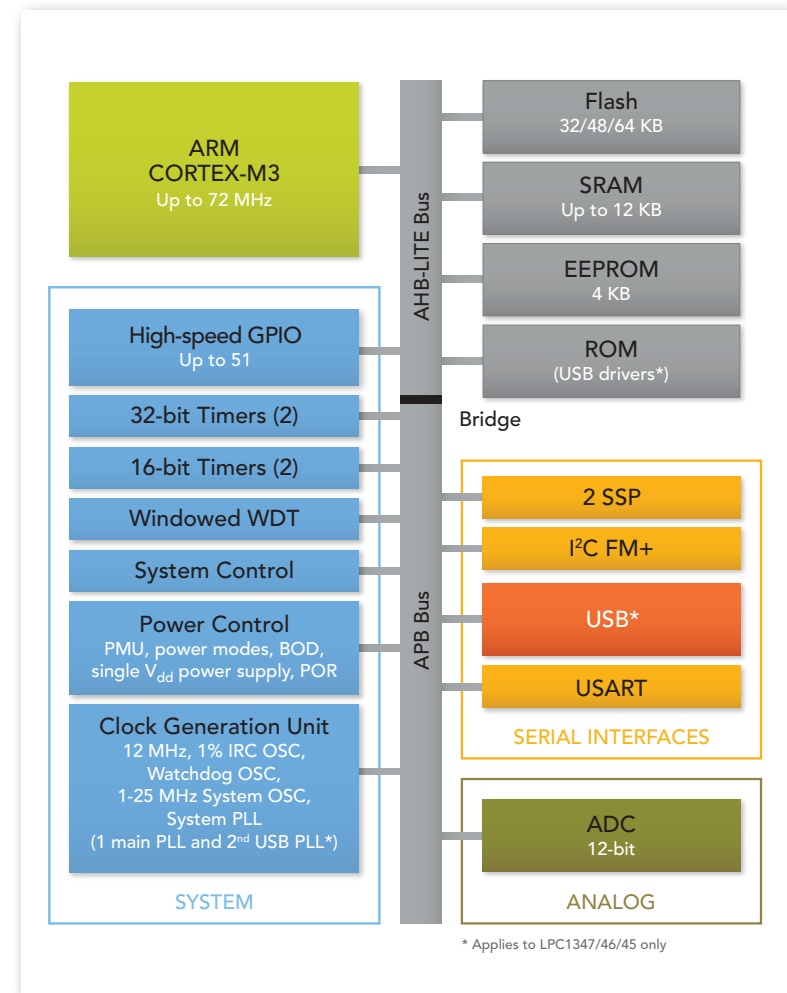 ARM
CORTEX-M3
Up to 72 MHz
High-speed GPIO
Up to 51
32-bit Timers (2)
16-bit Timers (2)
Windowed WDT
System Control
Power Control
PMU, power modes, BOD,
single Vdd power supply, POR
Clock Generation Unit
12 MHz, 1% IRC OSC,
Watchdog OSC,
1-25 MHz System OSC,
System PLL
(1 main PLL and 2nd USB PLL*)
SYSTEM
AHB-LITE Bus
APB Bus
Flash
32/48/64 KB
SRAM
Up to 12 KB
EEPROM
4 KB
ROM
(USB drivers*)
Bridge
2 SSP
I²C FM+
USB*
USART
SERIAL INTERFACES
ADC
12-bit
ANALOG
* Applies to LPC1347/46/45 only